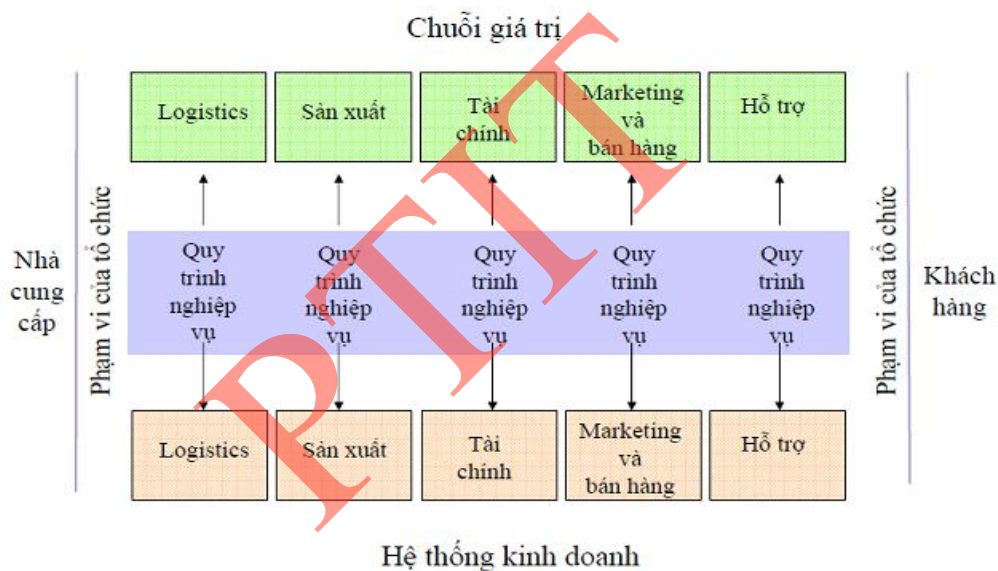 Chuỗi giá trị
Logistics
Sản xuất
Tài
chính
Marketing
và
bán hàng
Hỗ trợ
Nhà
cung
cấp
Phạm vi của tổ chức
Quy
trình
nghiệp
vụ
Quy
trình
nghiệp
vụ
Quy
trình
nghiệp
vụ
Quy
trình
nghiệp
vụ
Quy
trình
nghiệp
vụ
Phạm vi của tổ chức
Khách
hàng
Logistics
Sản xuất
Tài
chính
Marketing
và
bán hàng
Hỗ trợ
Hệ thống kinh doanh
PTIT